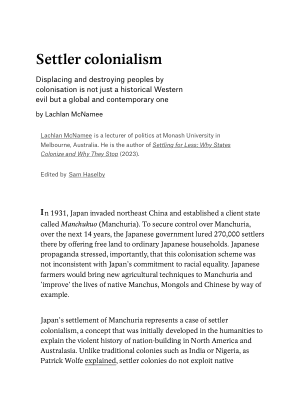 Settler colonialism
Displacing and destroying peoples by
colonisation is not just a historical Western
evil but a global and contemporary one
by Lachlan McNamee
Lachlan McNamee is a lecturer of politics at Monash University in
Melbourne, Australia. He is the author of Settling for Less: Why States
Colonize and Why They Stop (2023).
Edited by Sam Haselby
In 1931, Japan invaded northeast China and established a client state
called Manchukuo (Manchuria). To secure control over Manchuria,
over the next 14 years, the Japanese government lured 270,000 settlers
there by offering free land to ordinary Japanese households. Japanese
propaganda stressed, importantly, that this colonisation scheme was
not inconsistent with Japan's commitment to racial equality. Japanese
farmers would bring new agricultural techniques to Manchuria and
'improve' the lives of native Manchus, Mongols and Chinese by way of
example.
Japan's settlement of Manchuria represents a case of settler
colonialism, a concept that was initially developed in the humanities to
explain the violent history of nation-building in North America and
Australasia. Unlike traditional colonies such as India or Nigeria, as
Patrick Wolfe explained, settler colonies do not exploit native